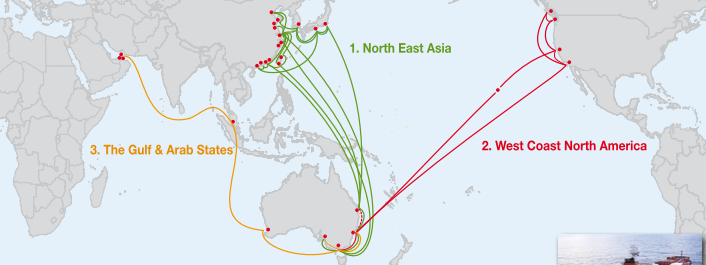 1. North East Asia
2. West Coast North America
3. The Gulf & Arab States